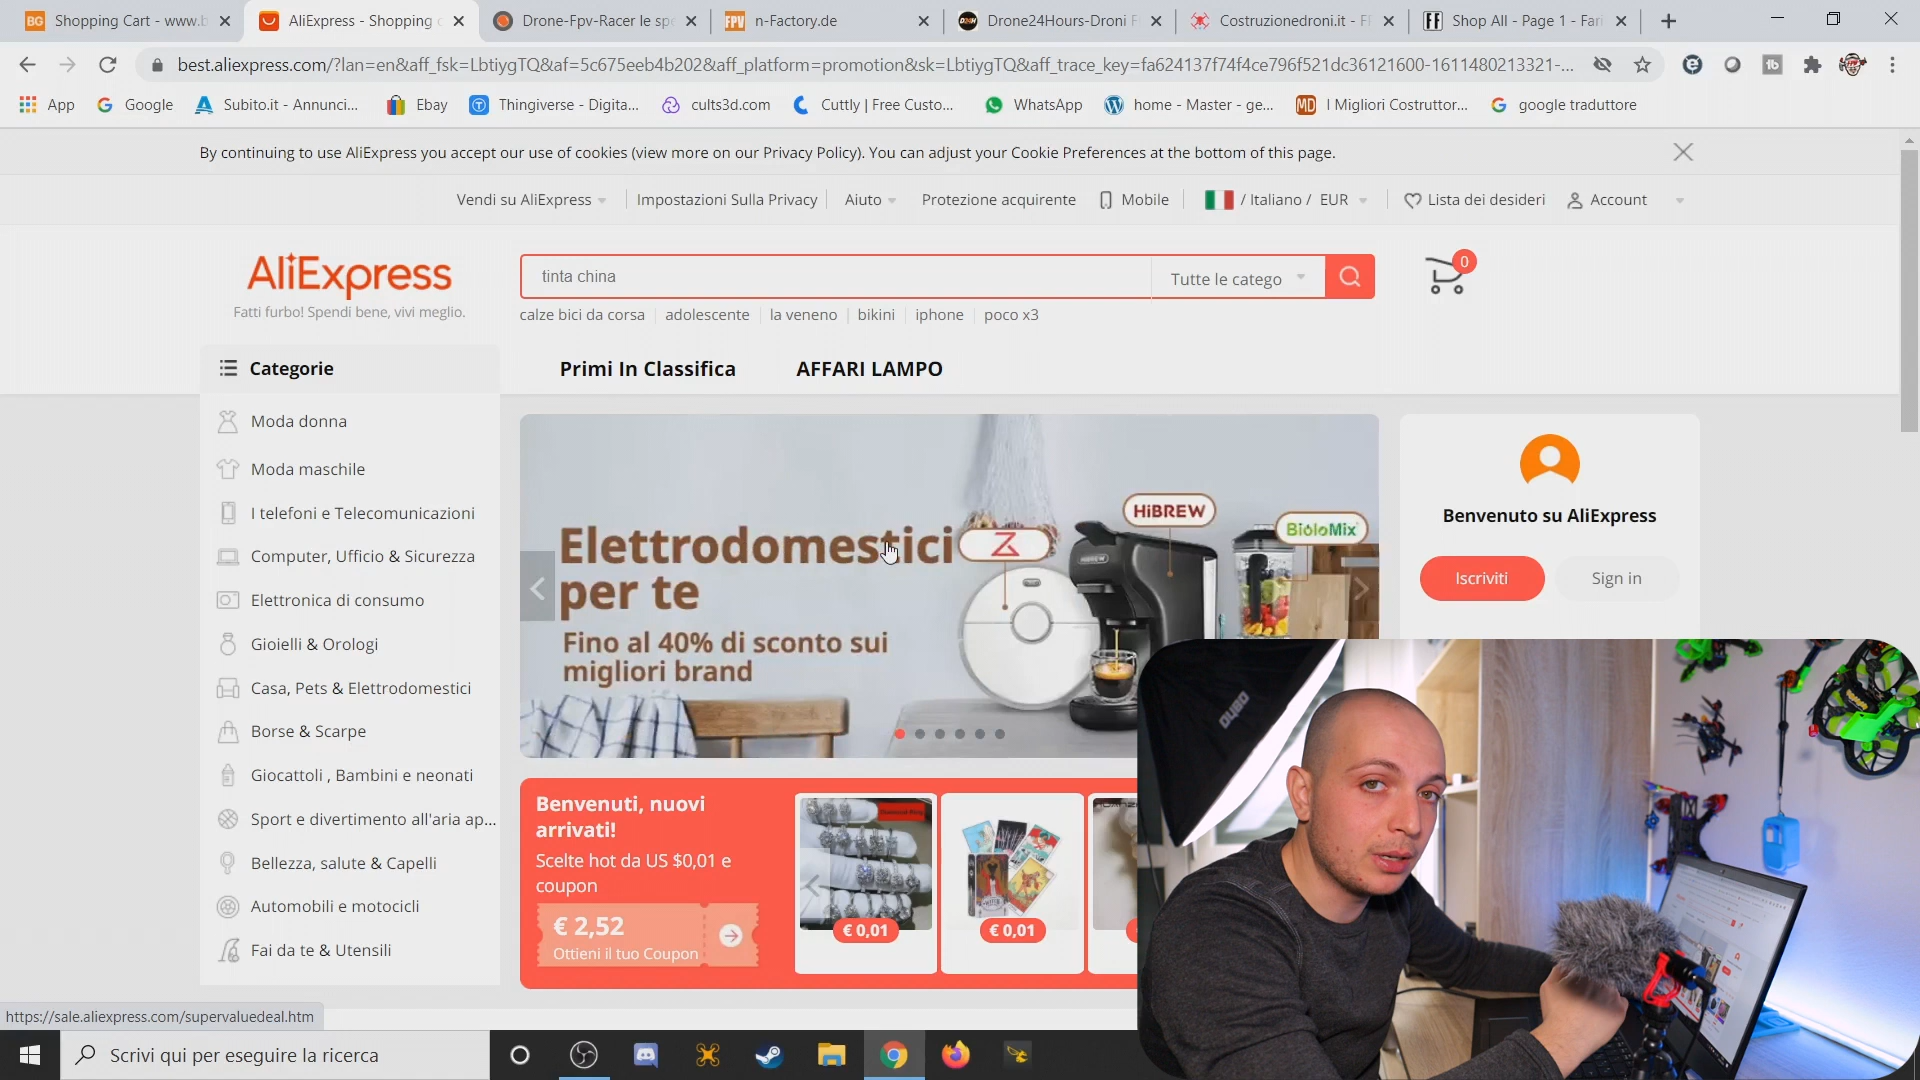 BG Shopping Cart - www.b
AliExpress - Shopping
Drone-Fpv-Racer le sp
FPV n-Factory.de
Drone24Hours-Droni F
Costruzionedroni.it - F
Shop All - Page 1 - Fari
best.aliexpress.com/?lan=en&aff_fsk=LbtiygTQ&af=5c675eeb4b202&aff_platform=promotion&sk=LbtiygTQ&aff_trace_key=fa624137f74f4ce796f521dc36121600-1611480213321-...
App Google Subito.it - Annunci... Ebay Thingiverse - Digita... cults3d.com Cuttly | Free Custo... WhatsApp home - Master - ge... MD I Migliori Costruttor... google traduttore
By continuing to use AliExpress you accept our use of cookies (view more on our Privacy Policy). You can adjust your Cookie Preferences at the bottom of this page.
Vendi su AliExpress Impostazioni Sulla Privacy Aiuto Protezione acquirente Mobile / Italiano / EUR Lista dei desideri Account
AliExpress
Fatti furbo! Spendi bene, vivi meglio.
tinta china Tutte le catego
0
calze bici da corsa adolescente la veneno bikini iphone poco x3
Categorie
Primi In Classifica AFFARI LAMPO
Moda donna
Moda maschile
I telefoni e Telecomunicazioni
Computer, Ufficio & Sicurezza
Elettronica di consumo
Gioielli & Orologi
Casa, Pets & Elettrodomestici
Borse & Scarpe
Giocattoli , Bambini e neonati
Sport e divertimento all'aria ap...
Bellezza, salute & Capelli
Automobili e motocicli
Fai da te & Utensili
Elettrodomestici
per te
Fino al 40% di sconto sui
migliori brand
HiBREW
BioloMix
Benvenuto su AliExpress
Iscriviti Sign in
Benvenuti, nuovi
arrivati!
Scelte hot da US $0,01 e
coupon
€ 2,52
Ottieni il tuo Coupon
€ 0,01
€ 0,01
https://sale.aliexpress.com/supervaluedeal.htm
Scrivi qui per eseguire la ricerca